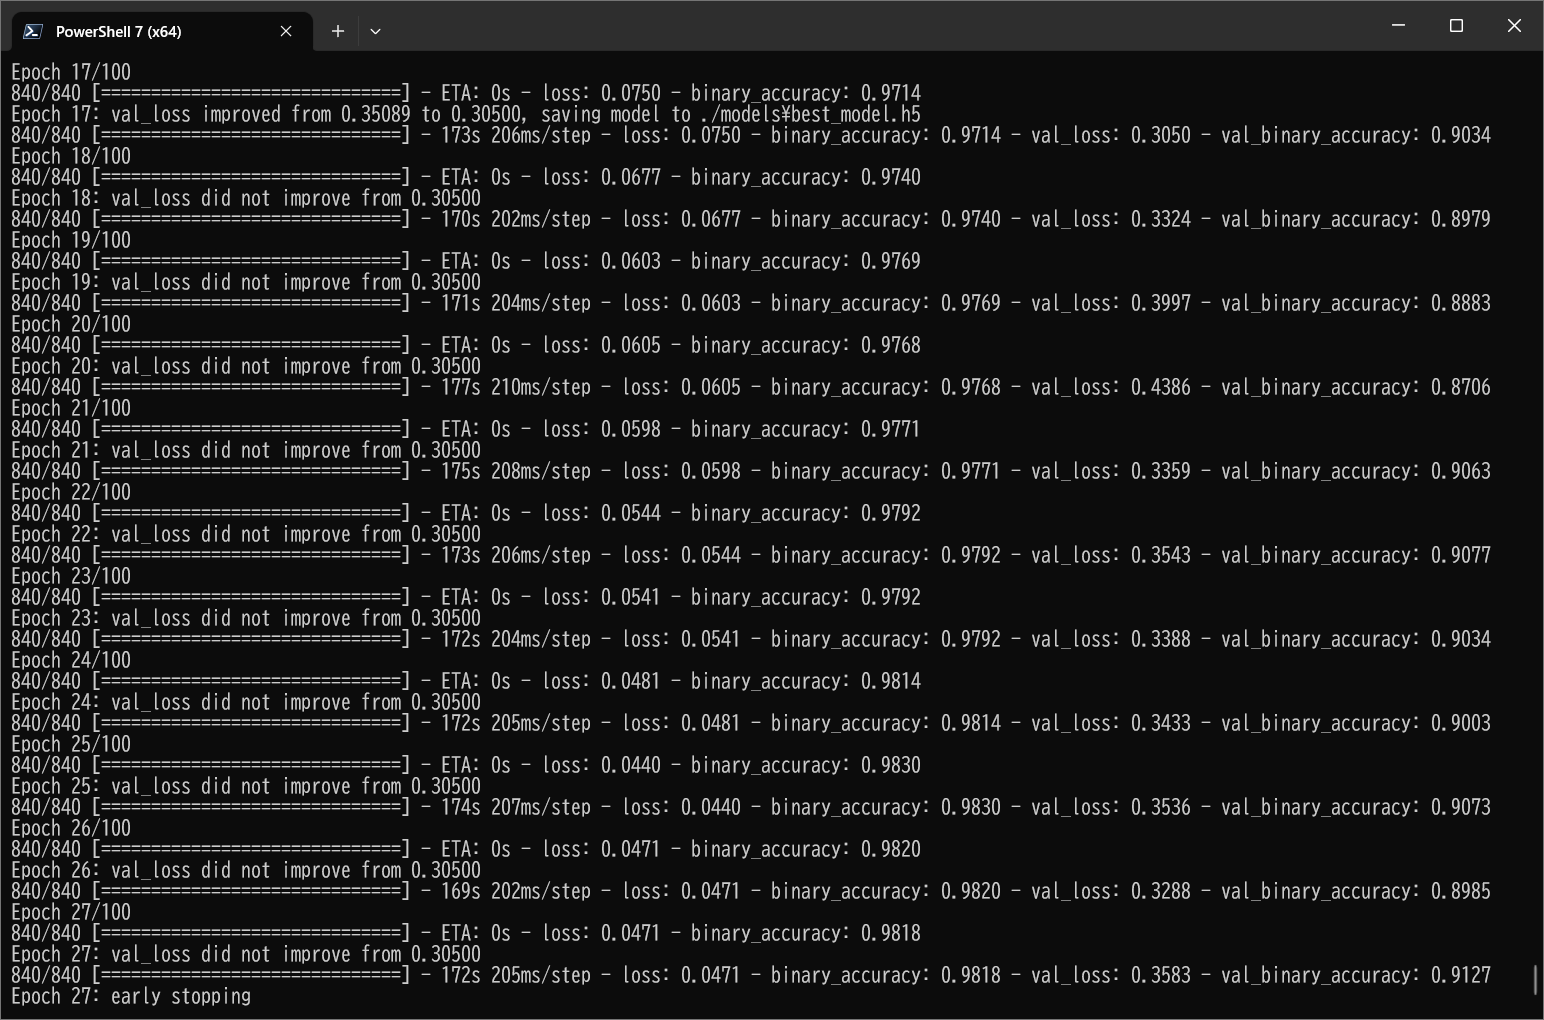 PowerShell 7 (x64)
Epoch 17/100
840/840 [==============================] - ETA: 0s - loss: 0.0750 - binary_accuracy: 0.9714
Epoch 17: val_loss improved from 0.35089 to 0.30500, saving model to ./models¥best_model.h5
840/840 [==============================] - 173s 206ms/step - loss: 0.0750 - binary_accuracy: 0.9714 - val_loss: 0.3050 - val_binary_accuracy: 0.9034
Epoch 18/100
840/840 [==============================] - ETA: 0s - loss: 0.0677 - binary_accuracy: 0.9740
Epoch 18: val_loss did not improve from 0.30500
840/840 [==============================] - 170s 202ms/step - loss: 0.0677 - binary_accuracy: 0.9740 - val_loss: 0.3324 - val_binary_accuracy: 0.8979
Epoch 19/100
840/840 [==============================] - ETA: 0s - loss: 0.0603 - binary_accuracy: 0.9769
Epoch 19: val_loss did not improve from 0.30500
840/840 [==============================] - 171s 204ms/step - loss: 0.0603 - binary_accuracy: 0.9769 - val_loss: 0.3997 - val_binary_accuracy: 0.8883
Epoch 20/100
840/840 [==============================] - ETA: 0s - loss: 0.0605 - binary_accuracy: 0.9768
Epoch 20: val_loss did not improve from 0.30500
840/840 [==============================] - 177s 210ms/step - loss: 0.0605 - binary_accuracy: 0.9768 - val_loss: 0.4386 - val_binary_accuracy: 0.8706
Epoch 21/100
840/840 [==============================] - ETA: 0s - loss: 0.0598 - binary_accuracy: 0.9771
Epoch 21: val_loss did not improve from 0.30500
840/840 [==============================] - 175s 208ms/step - loss: 0.0598 - binary_accuracy: 0.9771 - val_loss: 0.3359 - val_binary_accuracy: 0.9063
Epoch 22/100
840/840 [==============================] - ETA: 0s - loss: 0.0544 - binary_accuracy: 0.9792
Epoch 22: val_loss did not improve from 0.30500
840/840 [==============================] - 173s 206ms/step - loss: 0.0544 - binary_accuracy: 0.9792 - val_loss: 0.3543 - val_binary_accuracy: 0.9077
Epoch 23/100
840/840 [==============================] - ETA: 0s - loss: 0.0541 - binary_accuracy: 0.9792
Epoch 23: val_loss did not improve from 0.30500
840/840 [==============================] - 172s 204ms/step - loss: 0.0541 - binary_accuracy: 0.9792 - val_loss: 0.3388 - val_binary_accuracy: 0.9034
Epoch 24/100
840/840 [==============================] - ETA: 0s - loss: 0.0481 - binary_accuracy: 0.9814
Epoch 24: val_loss did not improve from 0.30500
840/840 [==============================] - 172s 205ms/step - loss: 0.0481 - binary_accuracy: 0.9814 - val_loss: 0.3433 - val_binary_accuracy: 0.9003
Epoch 25/100
840/840 [==============================] - ETA: 0s - loss: 0.0440 - binary_accuracy: 0.9830
Epoch 25: val_loss did not improve from 0.30500
840/840 [==============================] - 174s 207ms/step - loss: 0.0440 - binary_accuracy: 0.9830 - val_loss: 0.3536 - val_binary_accuracy: 0.9073
Epoch 26/100
840/840 [==============================] - ETA: 0s - loss: 0.0471 - binary_accuracy: 0.9820
Epoch 26: val_loss did not improve from 0.30500
840/840 [==============================] - 169s 202ms/step - loss: 0.0471 - binary_accuracy: 0.9820 - val_loss: 0.3288 - val_binary_accuracy: 0.8985
Epoch 27/100
840/840 [==============================] - ETA: 0s - loss: 0.0471 - binary_accuracy: 0.9818
Epoch 27: val_loss did not improve from 0.30500
840/840 [==============================] - 172s 205ms/step - loss: 0.0471 - binary_accuracy: 0.9818 - val_loss: 0.3583 - val_binary_accuracy: 0.9127
Epoch 27: early stopping